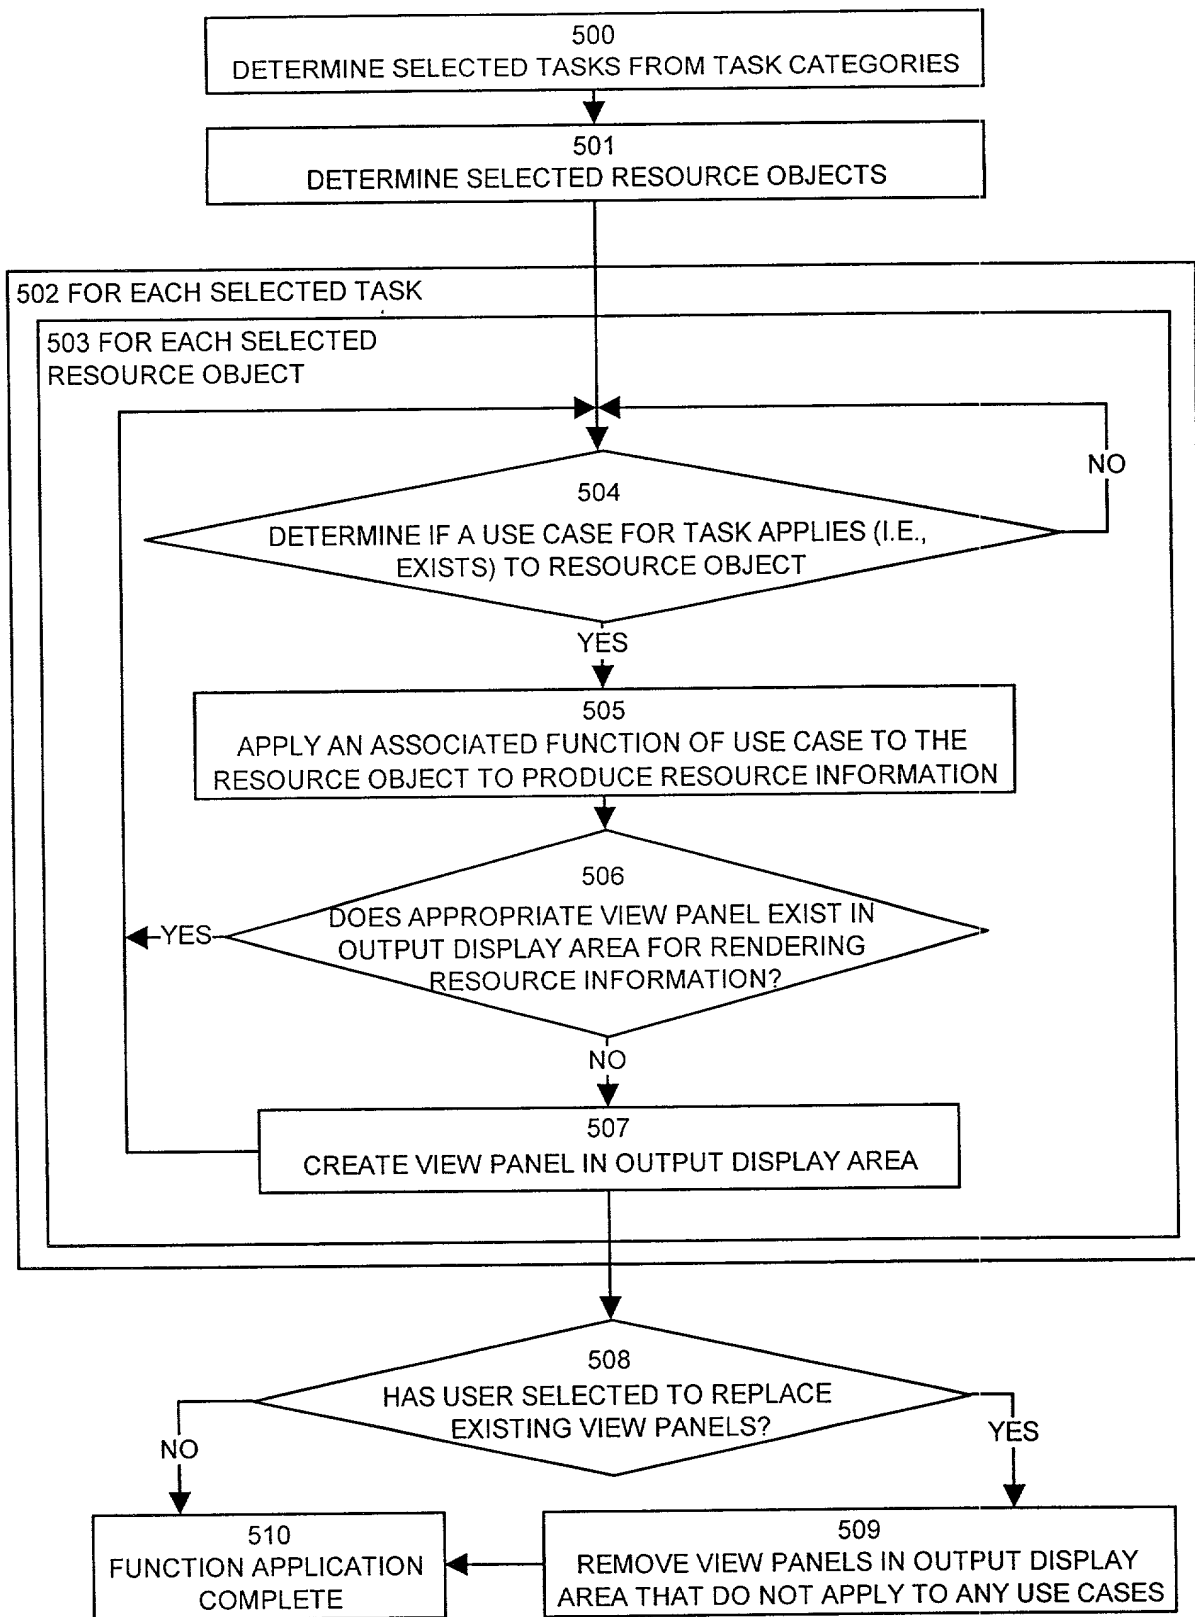 500
DETERMINE SELECTED TASKS FROM TASK CATEGORIES
501
DETERMINE SELECTED RESOURCE OBJECTS
502 FOR EACH SELECTED TASK
503 FOR EACH SELECTED
RESOURCE OBJECT
NO
504
DETERMINE IF A USE CASE FOR TASK APPLIES (I.E.,
EXISTS) TO RESOURCE OBJECT
YES
505
APPLY AN ASSOCIATED FUNCTION OF USE CASE TO THE
RESOURCE OBJECT TO PRODUCE RESOURCE INFORMATION
506
DOES APPROPRIATE VIEW PANEL EXIST IN
OUTPUT DISPLAY AREA FOR RENDERING
RESOURCE INFORMATION?
YES
NO
507
CREATE VIEW PANEL IN OUTPUT DISPLAY AREA
508
HAS USER SELECTED TO REPLACE
EXISTING VIEW PANELS?
NO
YES
510
FUNCTION APPLICATION
COMPLETE
509
REMOVE VIEW PANELS IN OUTPUT DISPLAY
AREA THAT DO NOT APPLY TO ANY USE CASES